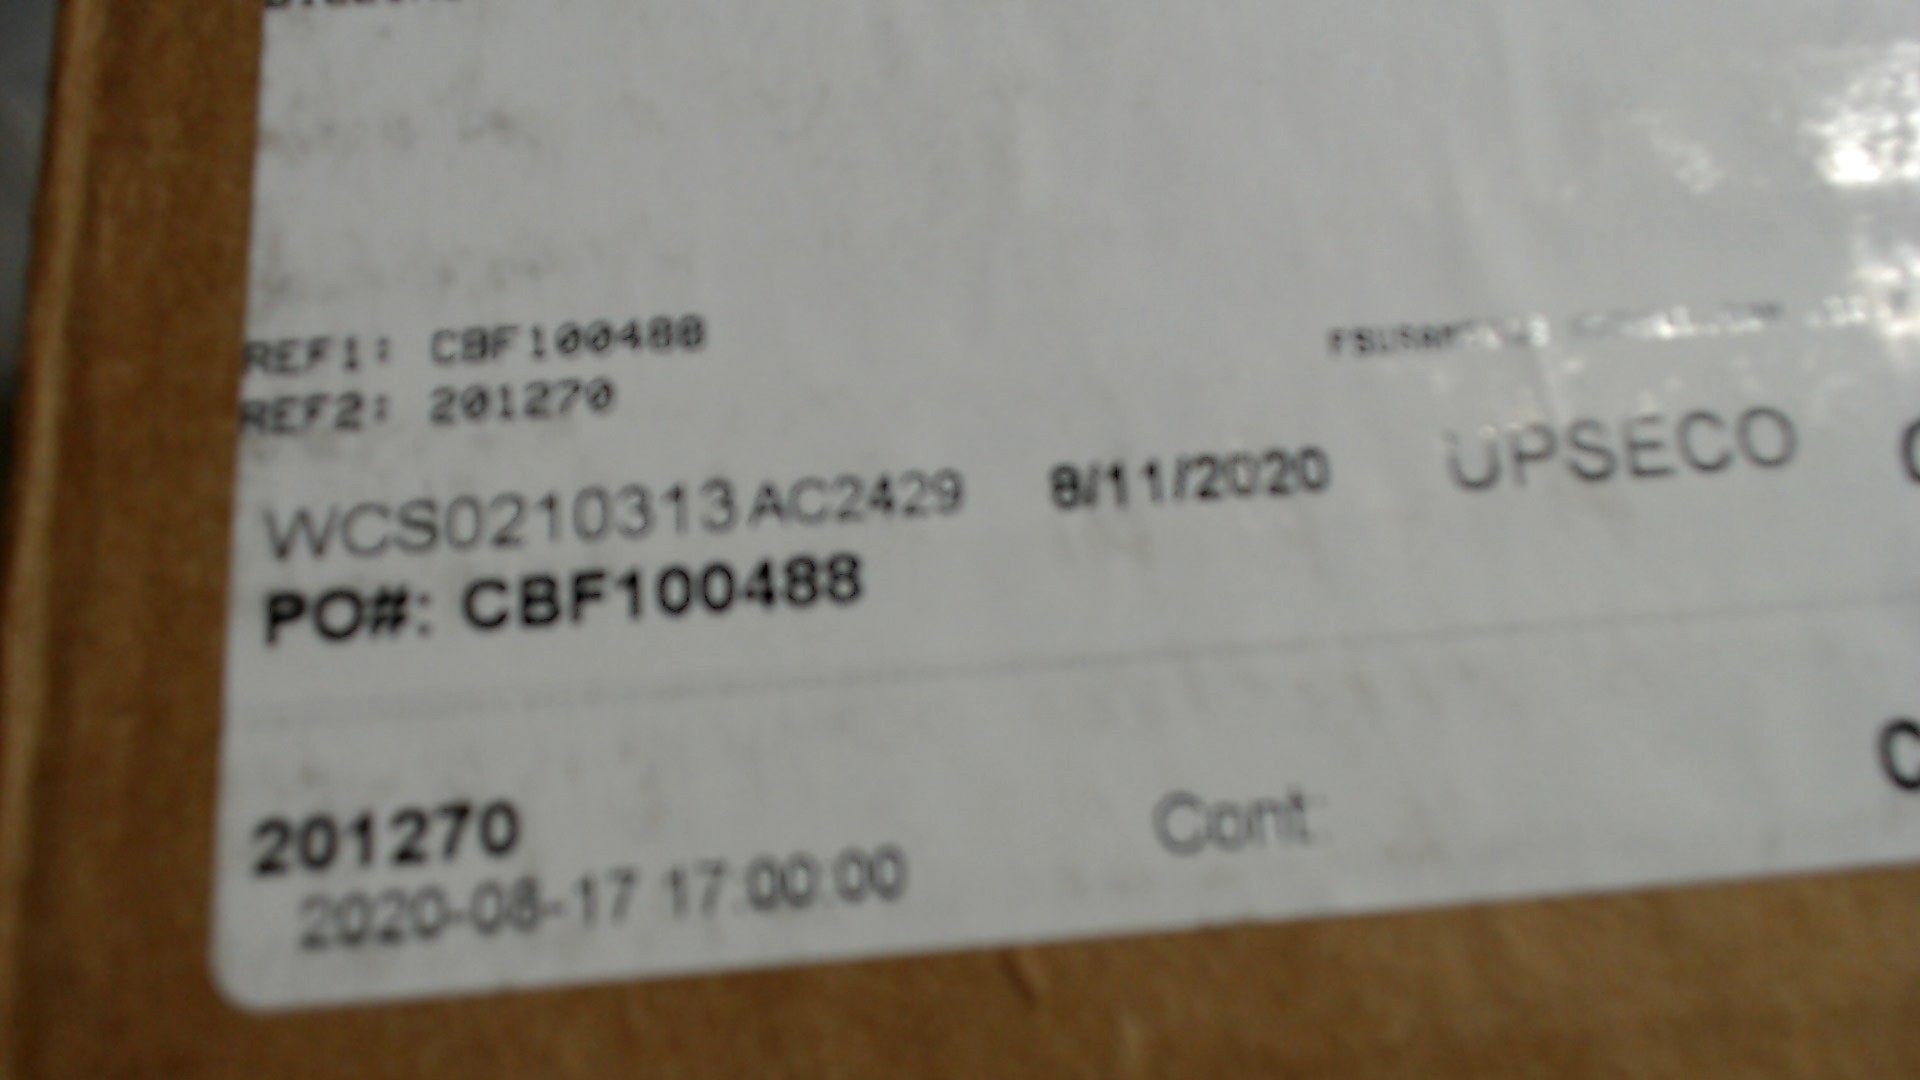 REF1: CBF100488
REF2: 201270
WCS0210313AC2429 8/11/2020 UPSECO
PO#: CBF100488
201270
2020-08-17 17:00:00 Cont: